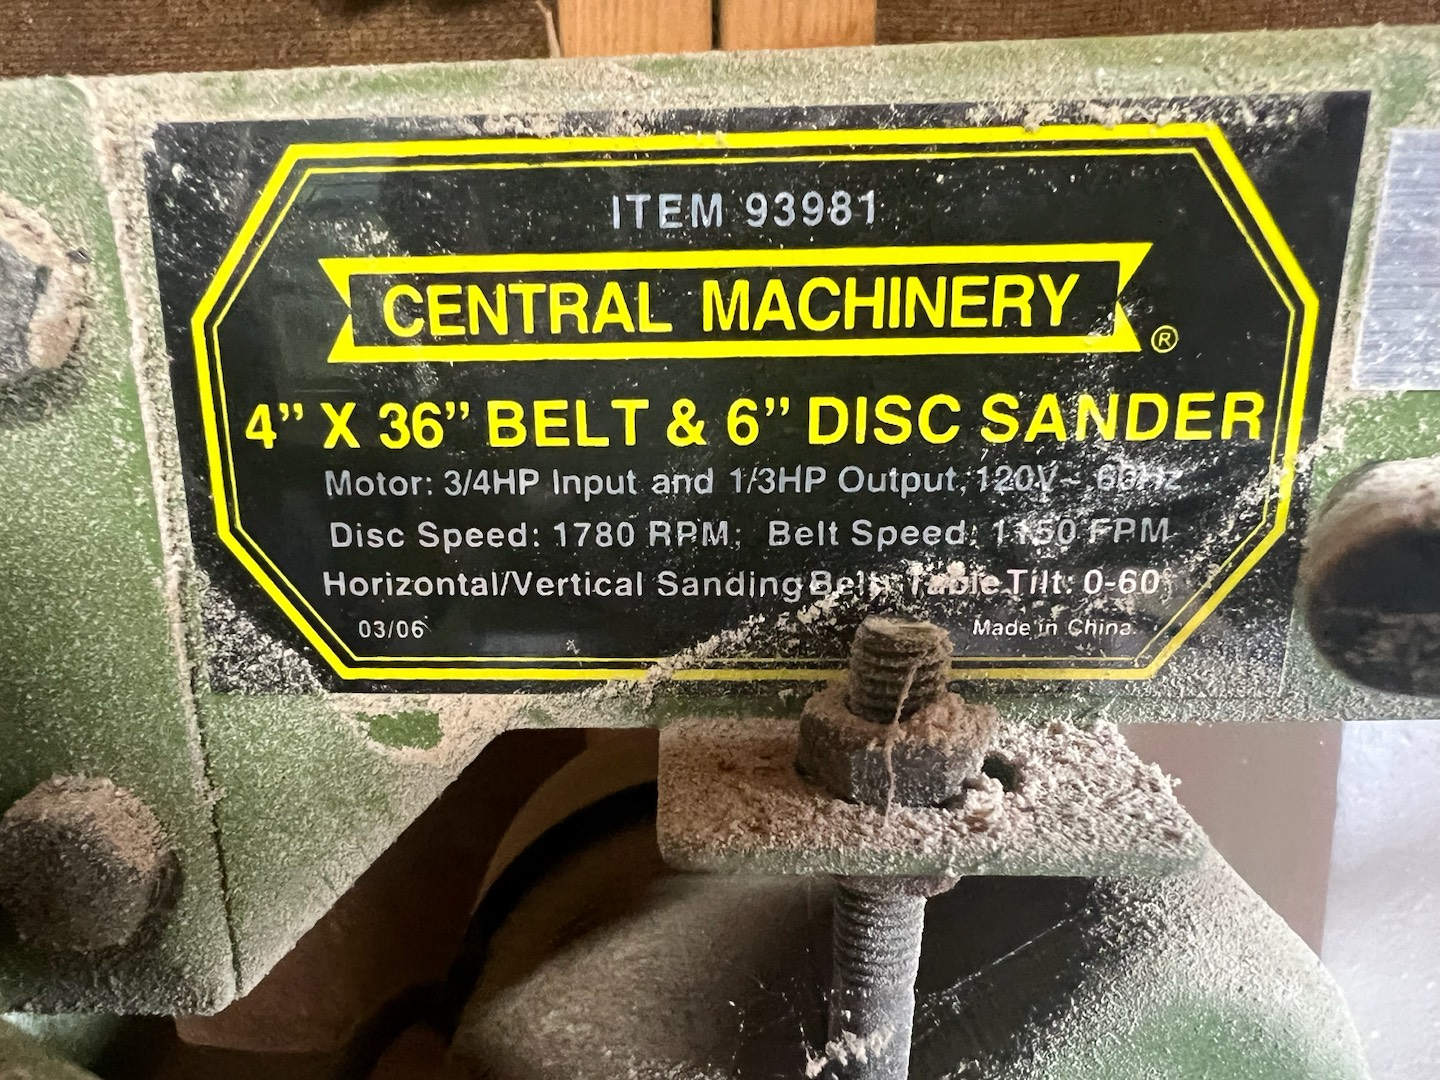 ITEM 93981
CENTRAL MACHINERY ®
4” X 36” BELT & 6” DISC SANDER
Motor: 3/4HP Input and 1/3HP Output, 120V~, 60Hz
Disc Speed: 1780 RPM; Belt Speed: 1150 FPM
Horizontal/Vertical Sanding Belt; Table Tilt: 0-60°
03/06
Made in China.